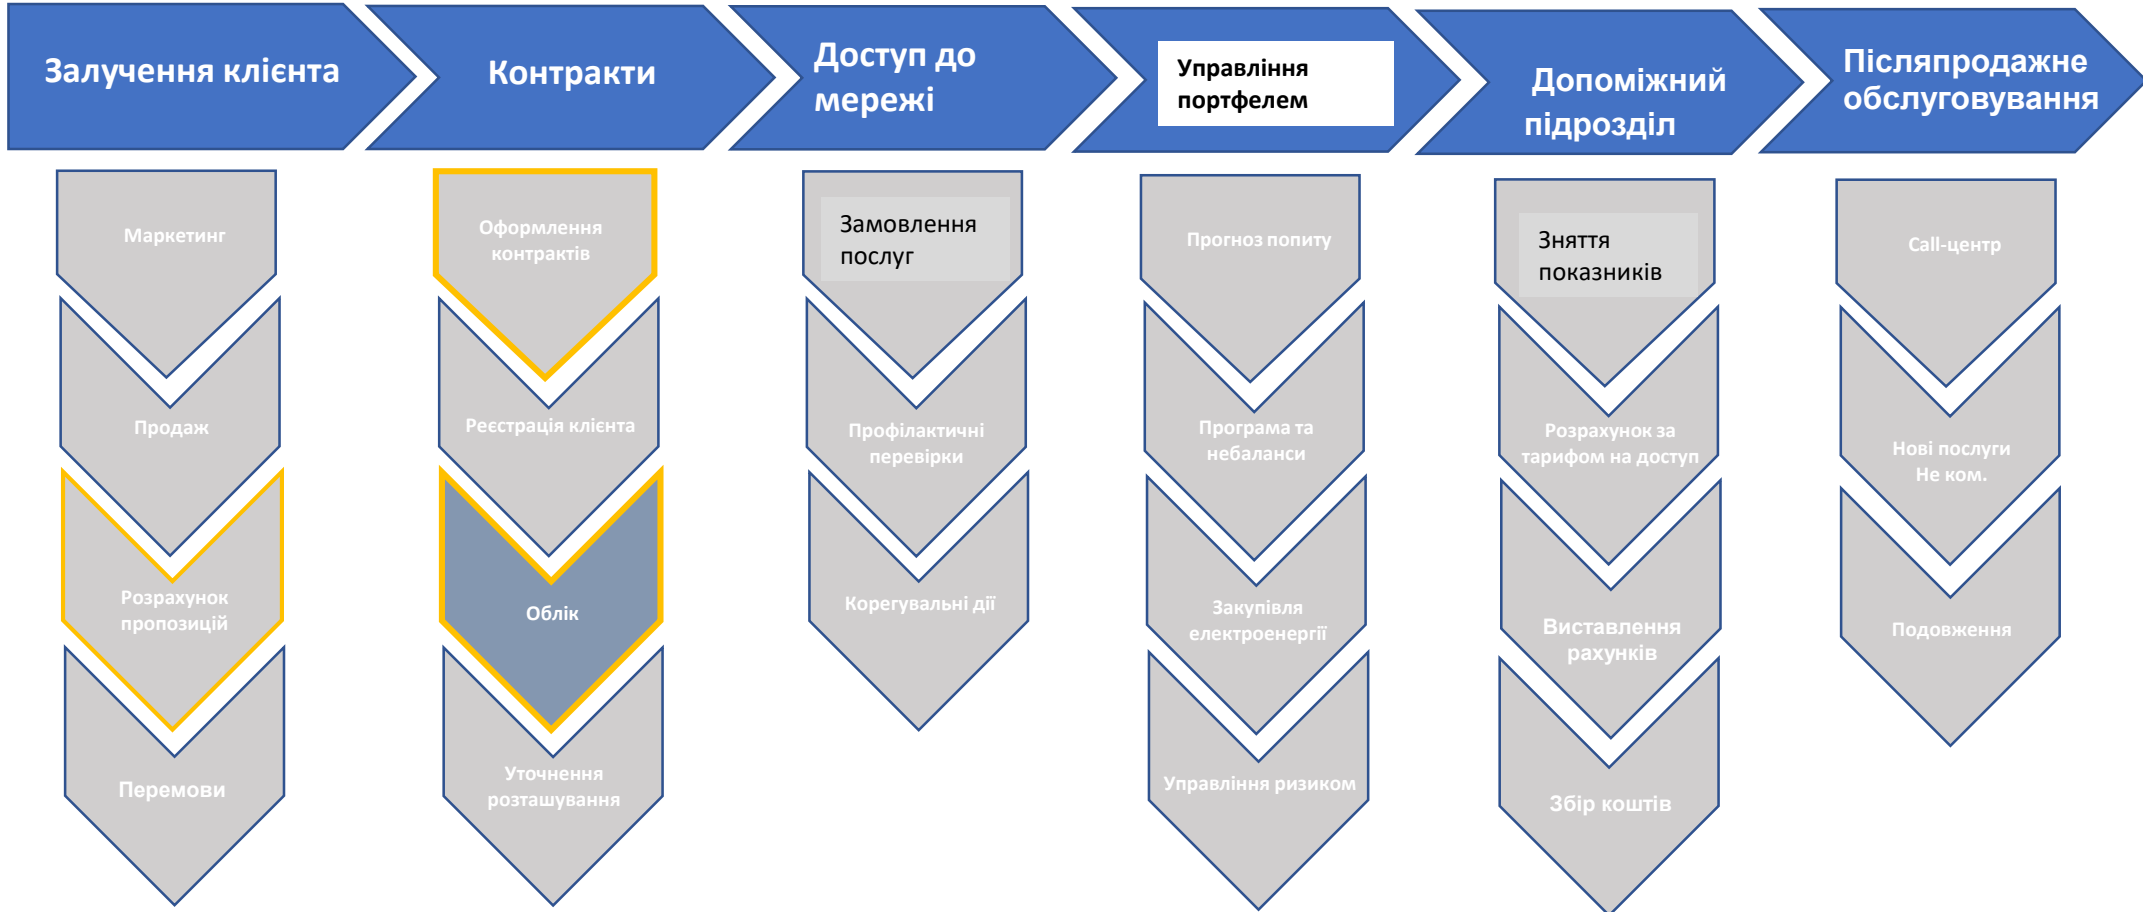 Залучення клієнта
Контракти
Доступ до
мережі
Управління
портфелем
Допоміжний
підрозділ
Післяпродажне
обслуговування
Маркетинг
Продаж
Розрахунок
пропозицій
Перемови
Оформлення
контрактів
Реєстрація клієнта
Облік
Уточнення
розташування
Замовлення
послуг
Профілактичні
перевірки
Корегувальні дії
Прогноз попиту
Програма та
небаланси
Закупівля
електроенергії
Управління ризиком
Зняття
показників
Розрахунок за
тарифом на доступ
Виставлення
рахунків
Збір коштів
Call-центр
Нові послуги
Не ком.
Подовження